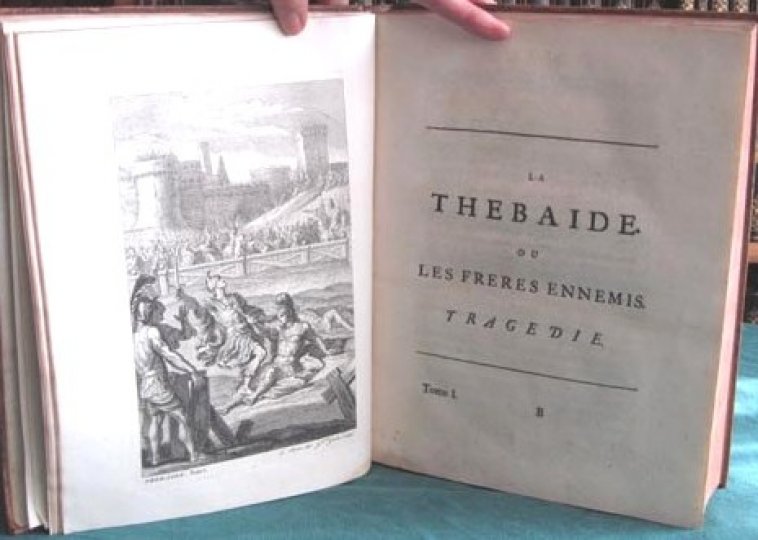 LA
THEBAIDE.
OU
LES FRERES ENNEMIS.
TRAGEDIE.
Tome I.
B